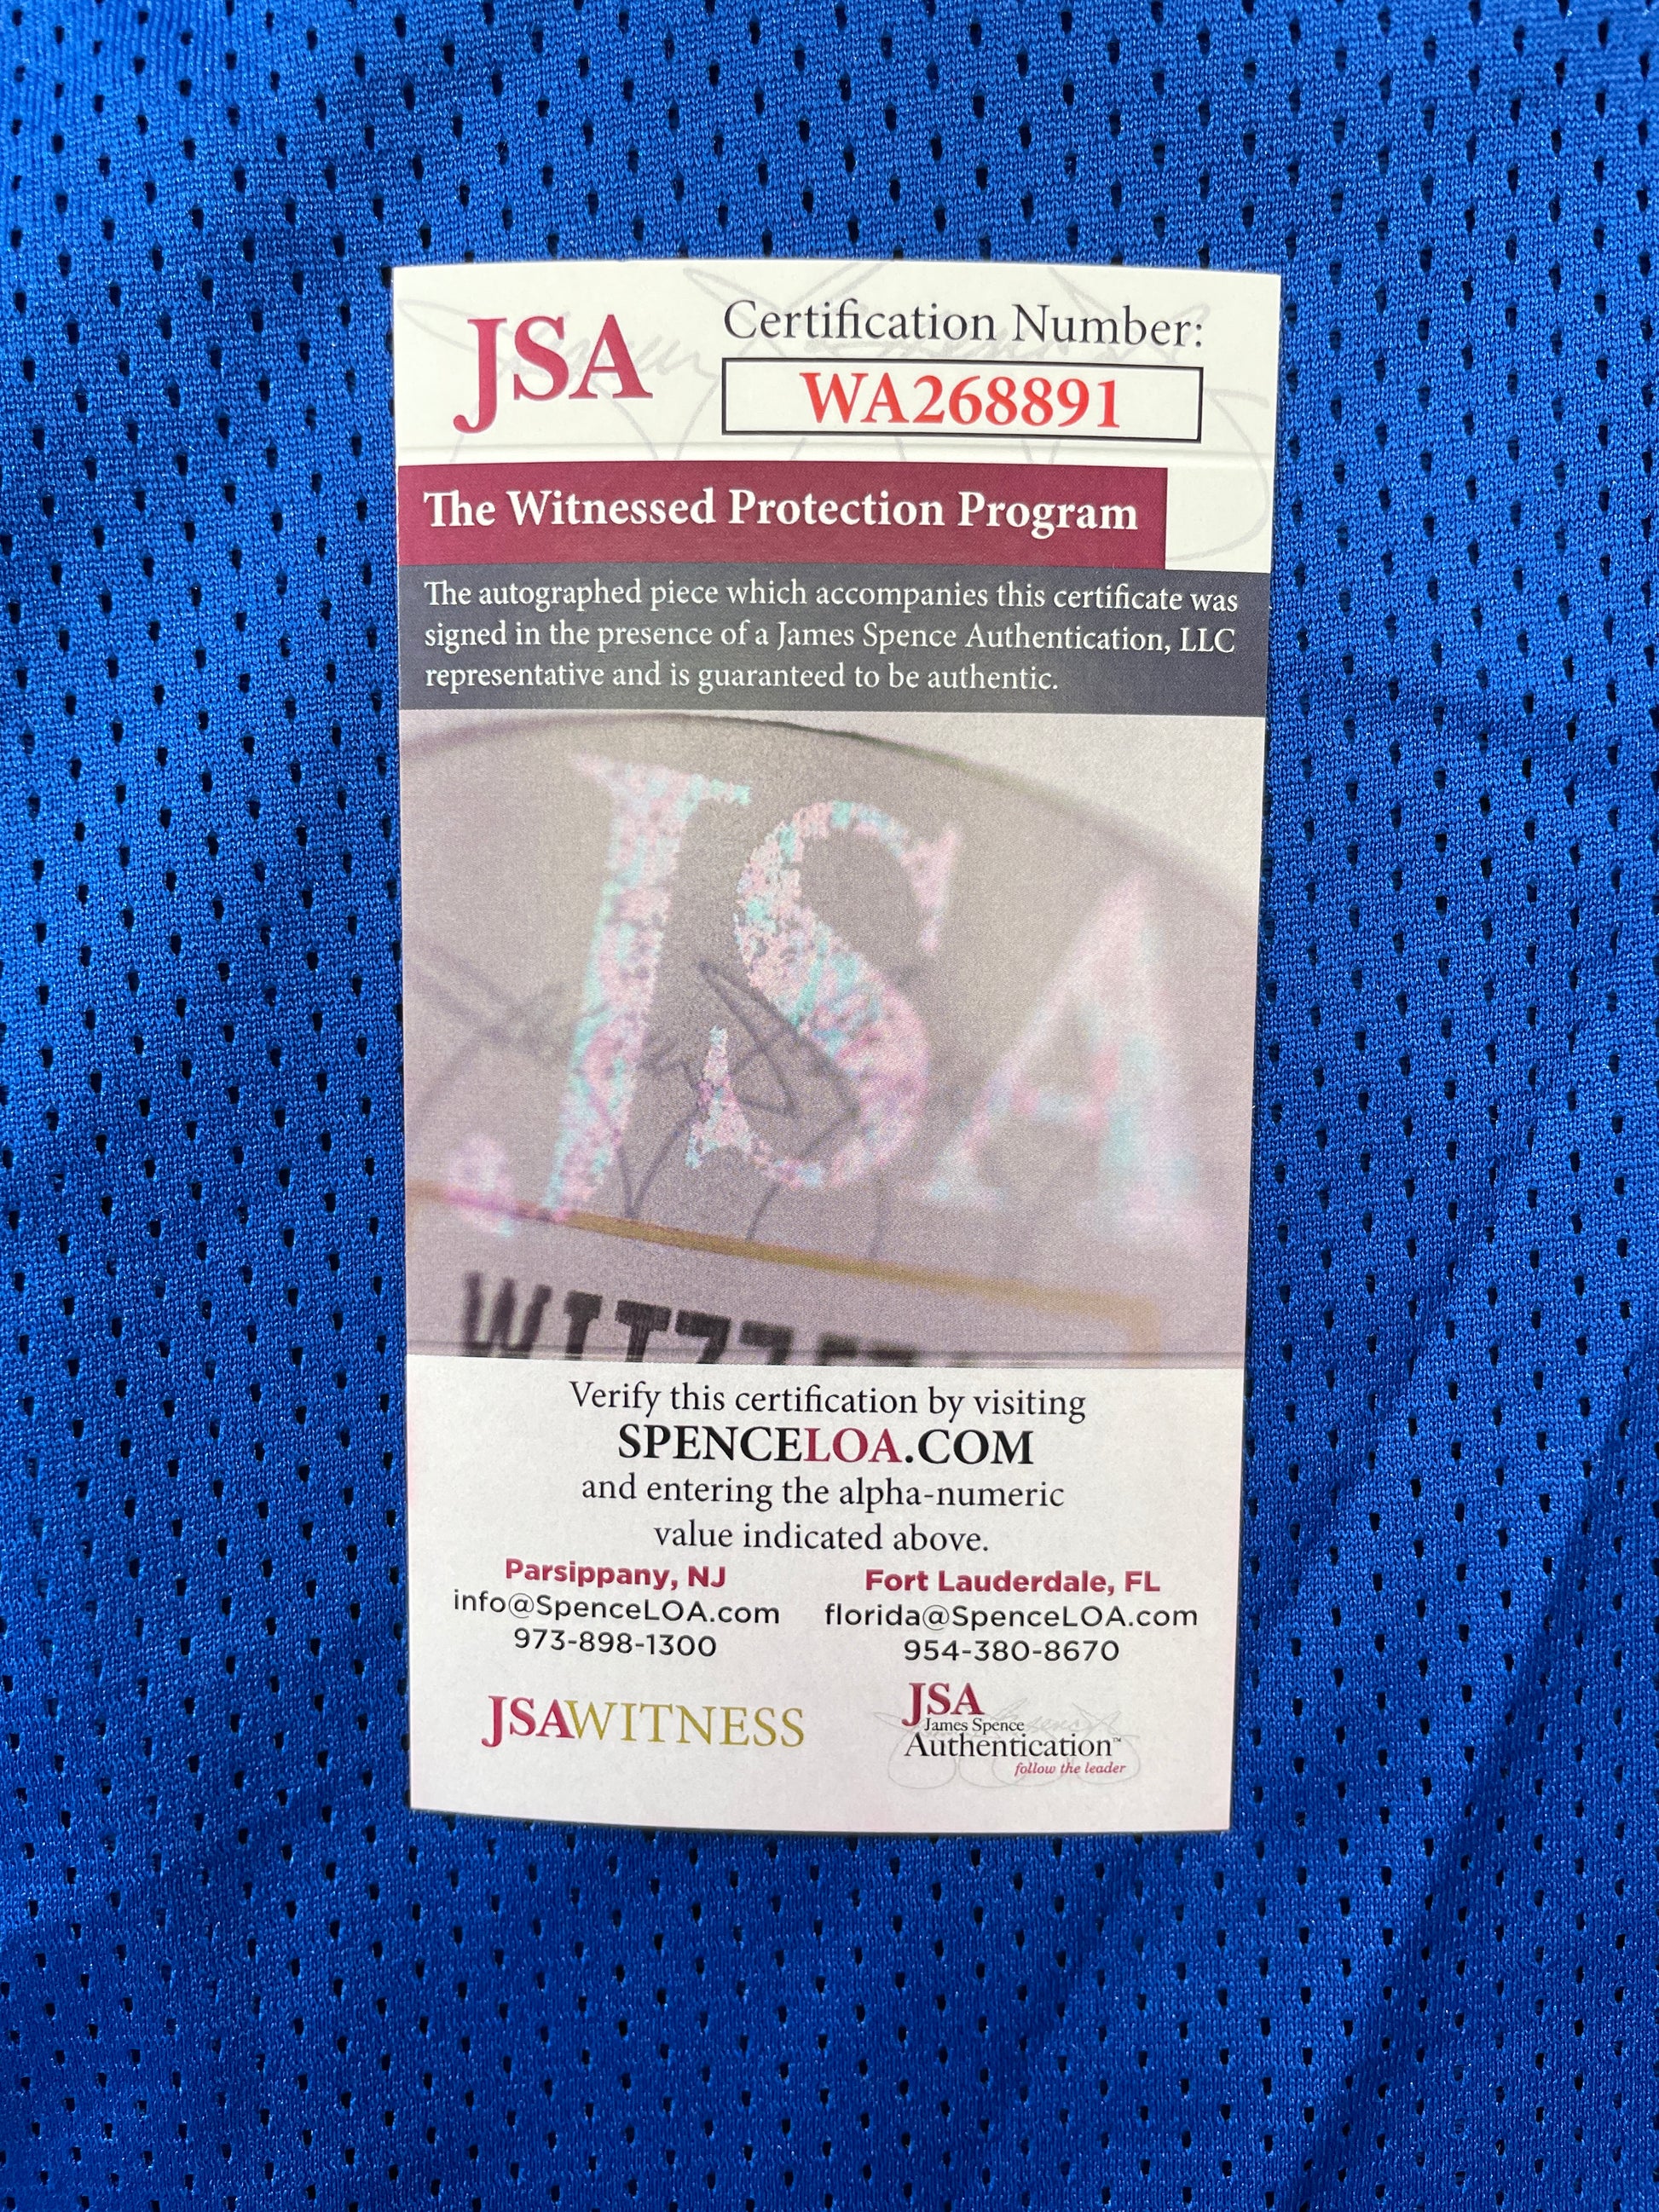 JSA
Certification Number:
WA268891
The Witnessed Protection Program
The autographed piece which accompanies this certificate was
signed in the presence of a James Spence Authentication, LLC
representative and is guaranteed to be authentic.
JSA
Verify this certification by visiting
SPENCELOA.COM
and entering the alpha-numeric
value indicated above.
Parsippany, NJ
info@SpenceLOA.com
973-898-1300
Fort Lauderdale, FL
florida@SpenceLOA.com
954-380-8670
JSAWITNESS
JSA
James Spence
Authentication™
follow the leader